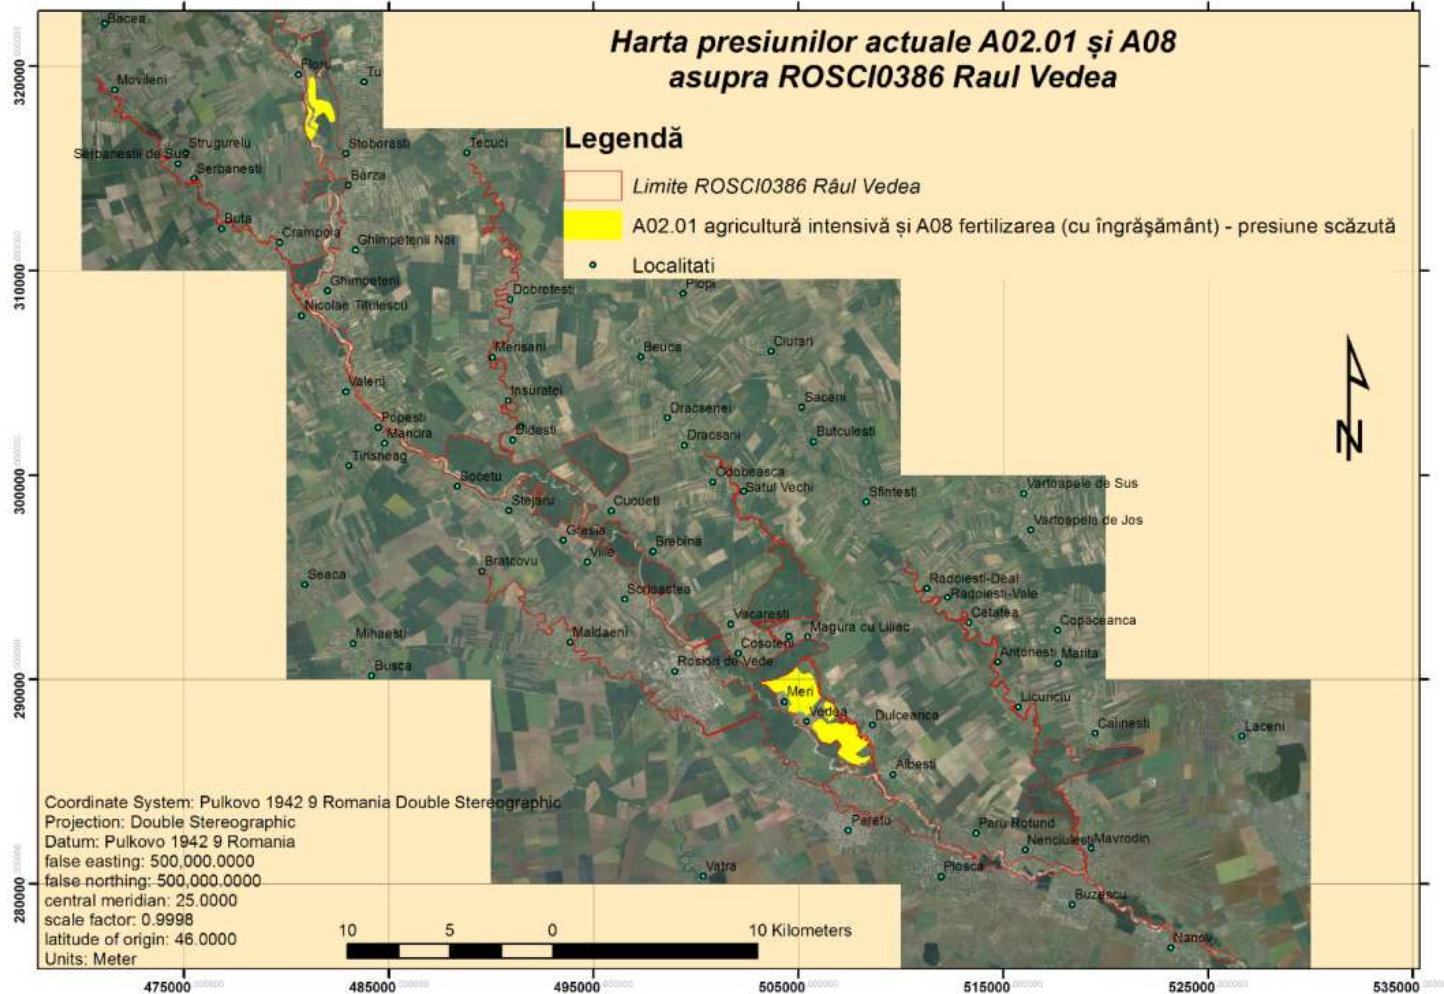 Harta presiunilor actuale A02.01 și A08
asupra ROSCI0386 Raul Vedea
Legendă
Limite ROSCI0386 Râul Vedea
A02.01 agricultură intensivă și A08 fertilizarea (cu îngrăşământ) - presiune scăzută
Localitati
Bacea
Movileni
Floru
Tu
Strugurelu
Serbanesti
Stoborasti
Tecuci
Barza
Buta
Crampoia
Ghimpetenii Noi
Ghimpeteni
Nicolae Titulescu
Dobrotesti
Plopi
Merisani
Beuca
Ciurari
Valeni
Insuratei
Dracsenei
Saceni
Popesti
Didesti
Dracsani
Butculesti
Tirisneag
Socetu
Odobeasca
Satul Vechi
Sfintesti
Vartoapele de Sus
Stejaru
Cucueti
Vartoapele de Jos
Gresia
Brebina
Bratcovu
Seaca
Scrioastea
Radoiesti-Deal
Radoiesti-Vale
Cetatea
Vacaresti
Magura cu Liliac
Copaceanca
Mihaesti
Maldaeni
Cosoteni
Antonesti
Marita
Busca
Rosiori de Vede
Meri
Licuriciu
Vedea
Dulceanca
Calinesti
Laceni
Albesti
Peretu
Paru Rotund
Nenciulesti
Mavrodin
Vatra
Plosca
Buzescu
Nanov
N
Coordinate System: Pulkovo 1942 9 Romania Double Stereographic
Projection: Double Stereographic
Datum: Pulkovo 1942 9 Romania
false easting: 500,000.0000
false northing: 500,000.0000
central meridian: 25.0000
scale factor: 0.9998
latitude of origin: 46.0000
Units: Meter
10 5 0 10 Kilometers
320000
310000
300000
290000
280000
475000 485000 495000 505000 515000 525000 535000